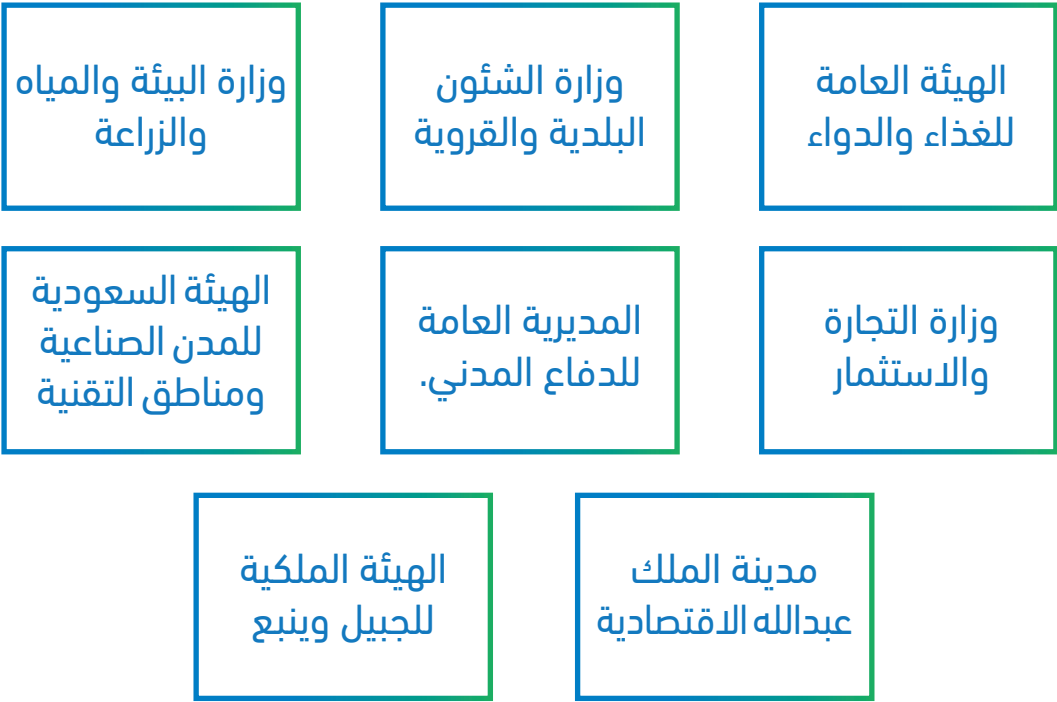 الهيئة العامة
للغذاء والدواء
وزارة الشئون
البلدية والقروية
وزارة البيئة والمياه
والزراعة
وزارة التجارة
والاستثمار
المديرية العامة
للدفاع المدني.
الهيئة السعودية
للمدن الصناعية
ومناطق التقنية
مدينة الملك
عبدالله الاقتصادية
الهيئة الملكية
للجبيل وينبع